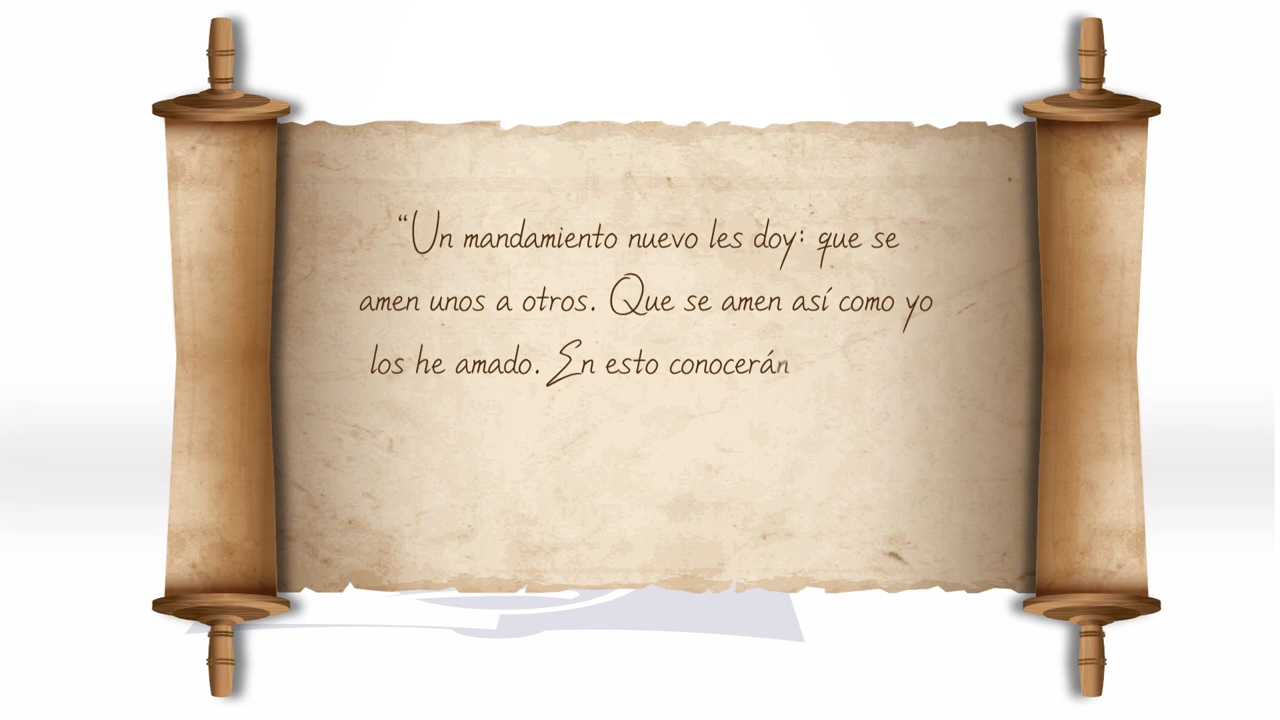 “Un mandamiento nuevo les doy: que se
amen unos a otros. Que se amen así como yo
los he amado. En esto conocerán